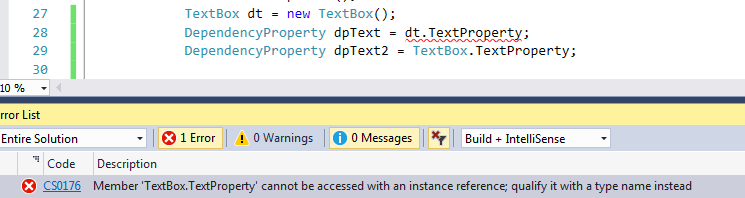 27 TextBox dt = new TextBox();
28 DependencyProperty dpText = dt.TextProperty;
29 DependencyProperty dpText2 = TextBox.TextProperty;
30
10 %
rror List
Entire Solution 1 Error 0 Warnings 0 Messages Build + IntelliSense
Code Description
CS0176 Member 'TextBox.TextProperty' cannot be accessed with an instance reference; qualify it with a type name instead